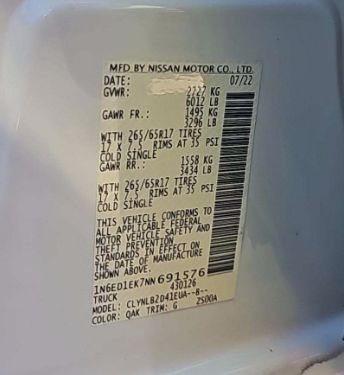 MFD. BY NISSAN MOTOR CO., LTD.
DATE: 07/22
GVWR: 2727 KG
6012 LB
GAWR FR.: 1495 KG
3296 LB
WITH 265/65R17 TIRES
17 X 7.5 RIMS AT 35 PSI
COLD SINGLE
GAWR RR.: 1558 KG
3434 LB
WITH 265/65R17 TIRES
17 X 7.5 RIMS AT 35 PSI
COLD SINGLE
THIS VEHICLE CONFORMS TO
ALL APPLICABLE FEDERAL
MOTOR VEHICLE SAFETY AND
THEFT PREVENTION
STANDARDS IN EFFECT ON
THE DATE OF MANUFACTURE
SHOWN ABOVE.
1N6ED1EK7NN691576
430126
TRUCK
MODEL: CLYNLB2D41EUA--B--
COLOR: QAK TRIM: G 2S00A